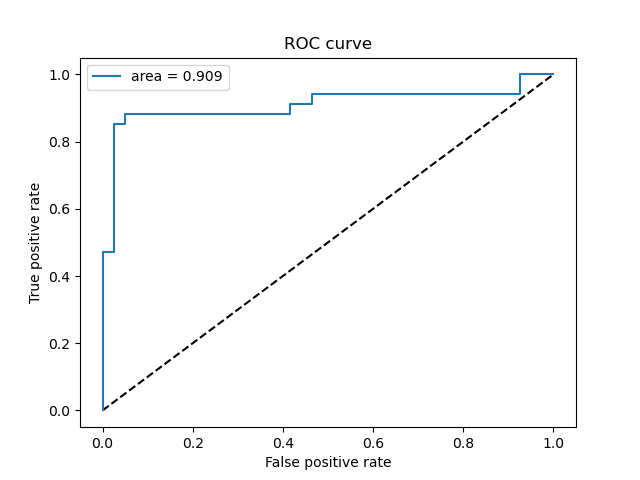 ROC curve
area = 0.909
True positive rate
1.0
0.8
0.6
0.4
0.2
0.0
0.0 0.2 0.4 0.6 0.8 1.0
False positive rate